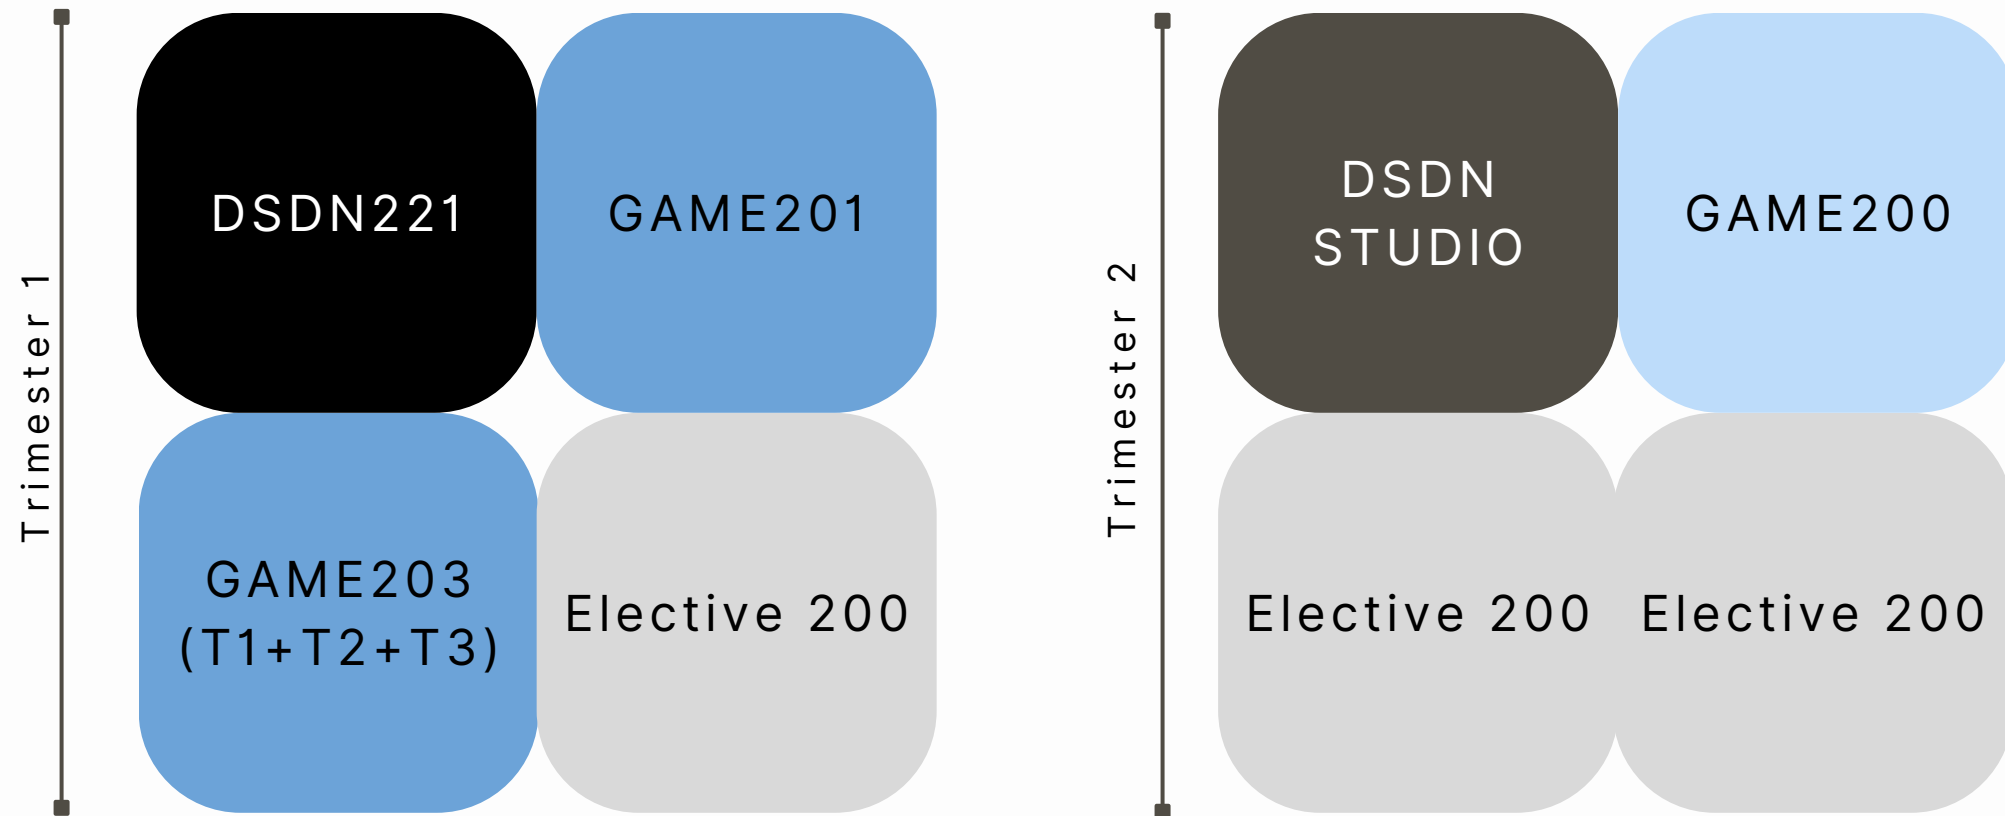 Trimester 1
DSDN221
GAME201
GAME203
(T1+T2+T3)
Elective 200
Trimester 2
DSDN
STUDIO
GAME200
Elective 200
Elective 200